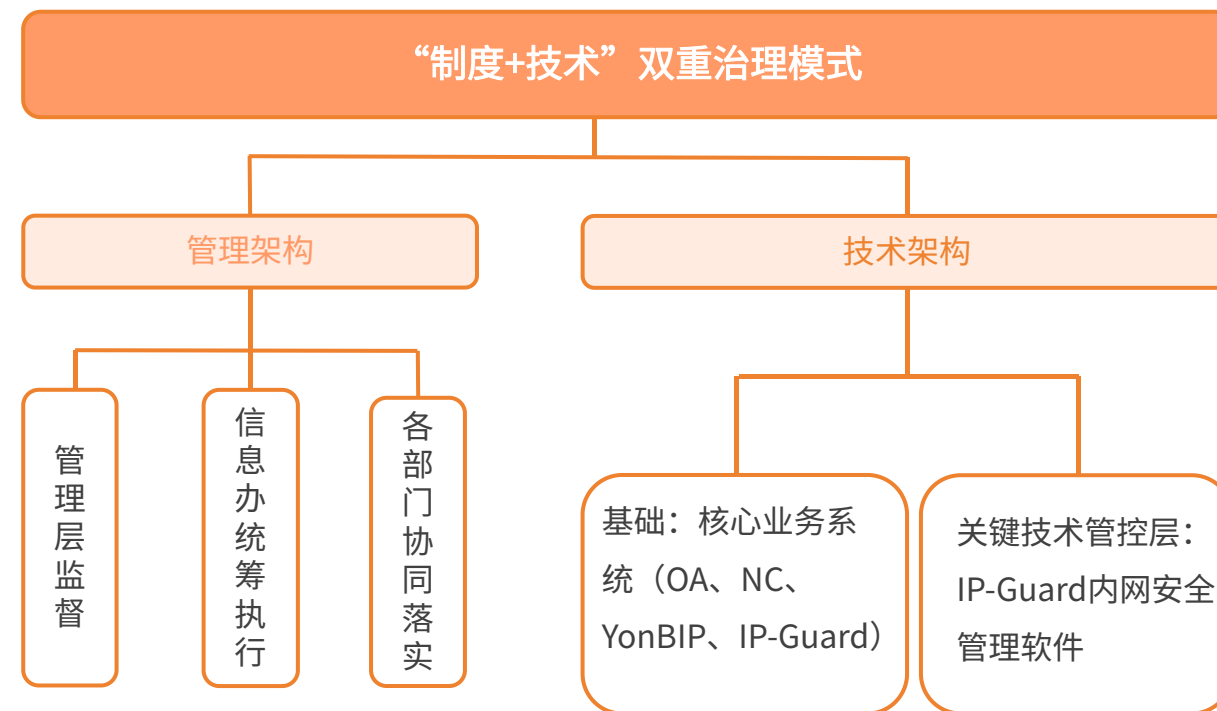 “制度+技术”双重治理模式
管理架构
技术架构
管理层监督
信息办统筹执行
各部门协同落实
基础：核心业务系
统（OA、NC、
YonBIP、IP-Guard）
关键技术管控层：
IP-Guard内网安全
管理软件